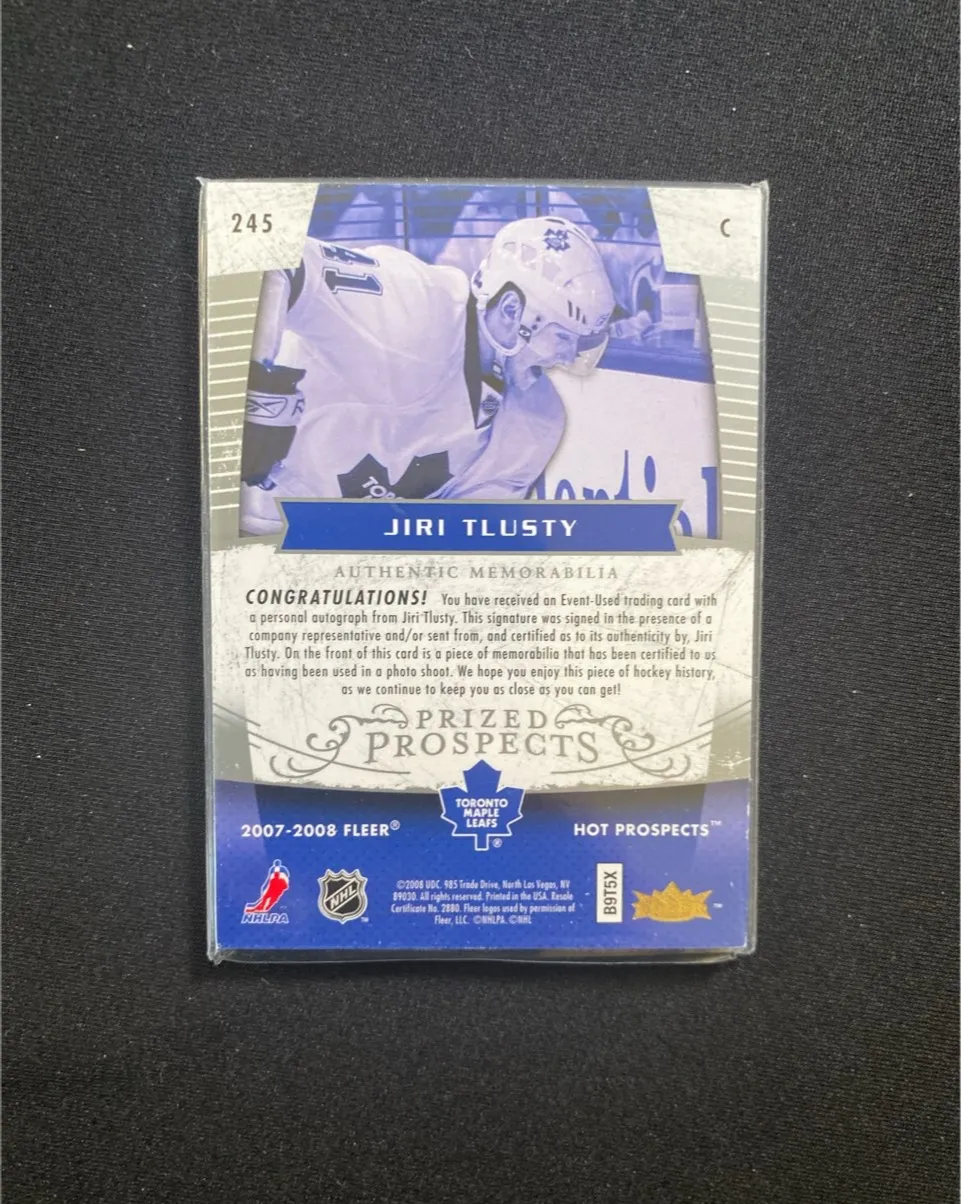 245
C
14
R
TOR
JIRI TLUSTY
AUTHENTIC MEMORABILIA
CONGRATULATIONS! You have received an Event-Used trading card with
a personal autograph from Jiri Tlusty. This signature was signed in the presence of a
company representative and/or sent from, and certified as to its authenticity by, Jiri
Tlusty. On the front of this card is a piece of memorabilia that has been certified to us
as having been used in a photo shoot. We hope you enjoy this piece of hockey history,
as we continue to keep you as close as you can get!
PRIZED
PROSPECTS
TORONTO
MAPLE
LEAFS
®
2007-2008 FLEER®
HOT PROSPECTS™
NHLPA
NHL
™
©2008 UDC. 985 Trade Drive, North Las Vegas, NV
89030. All rights reserved. Printed in the USA. Resale
Certificate No. 2880. Fleer logos used by permission of
Fleer, LLC. ©NHLPA. ©NHL
B9T5X
™